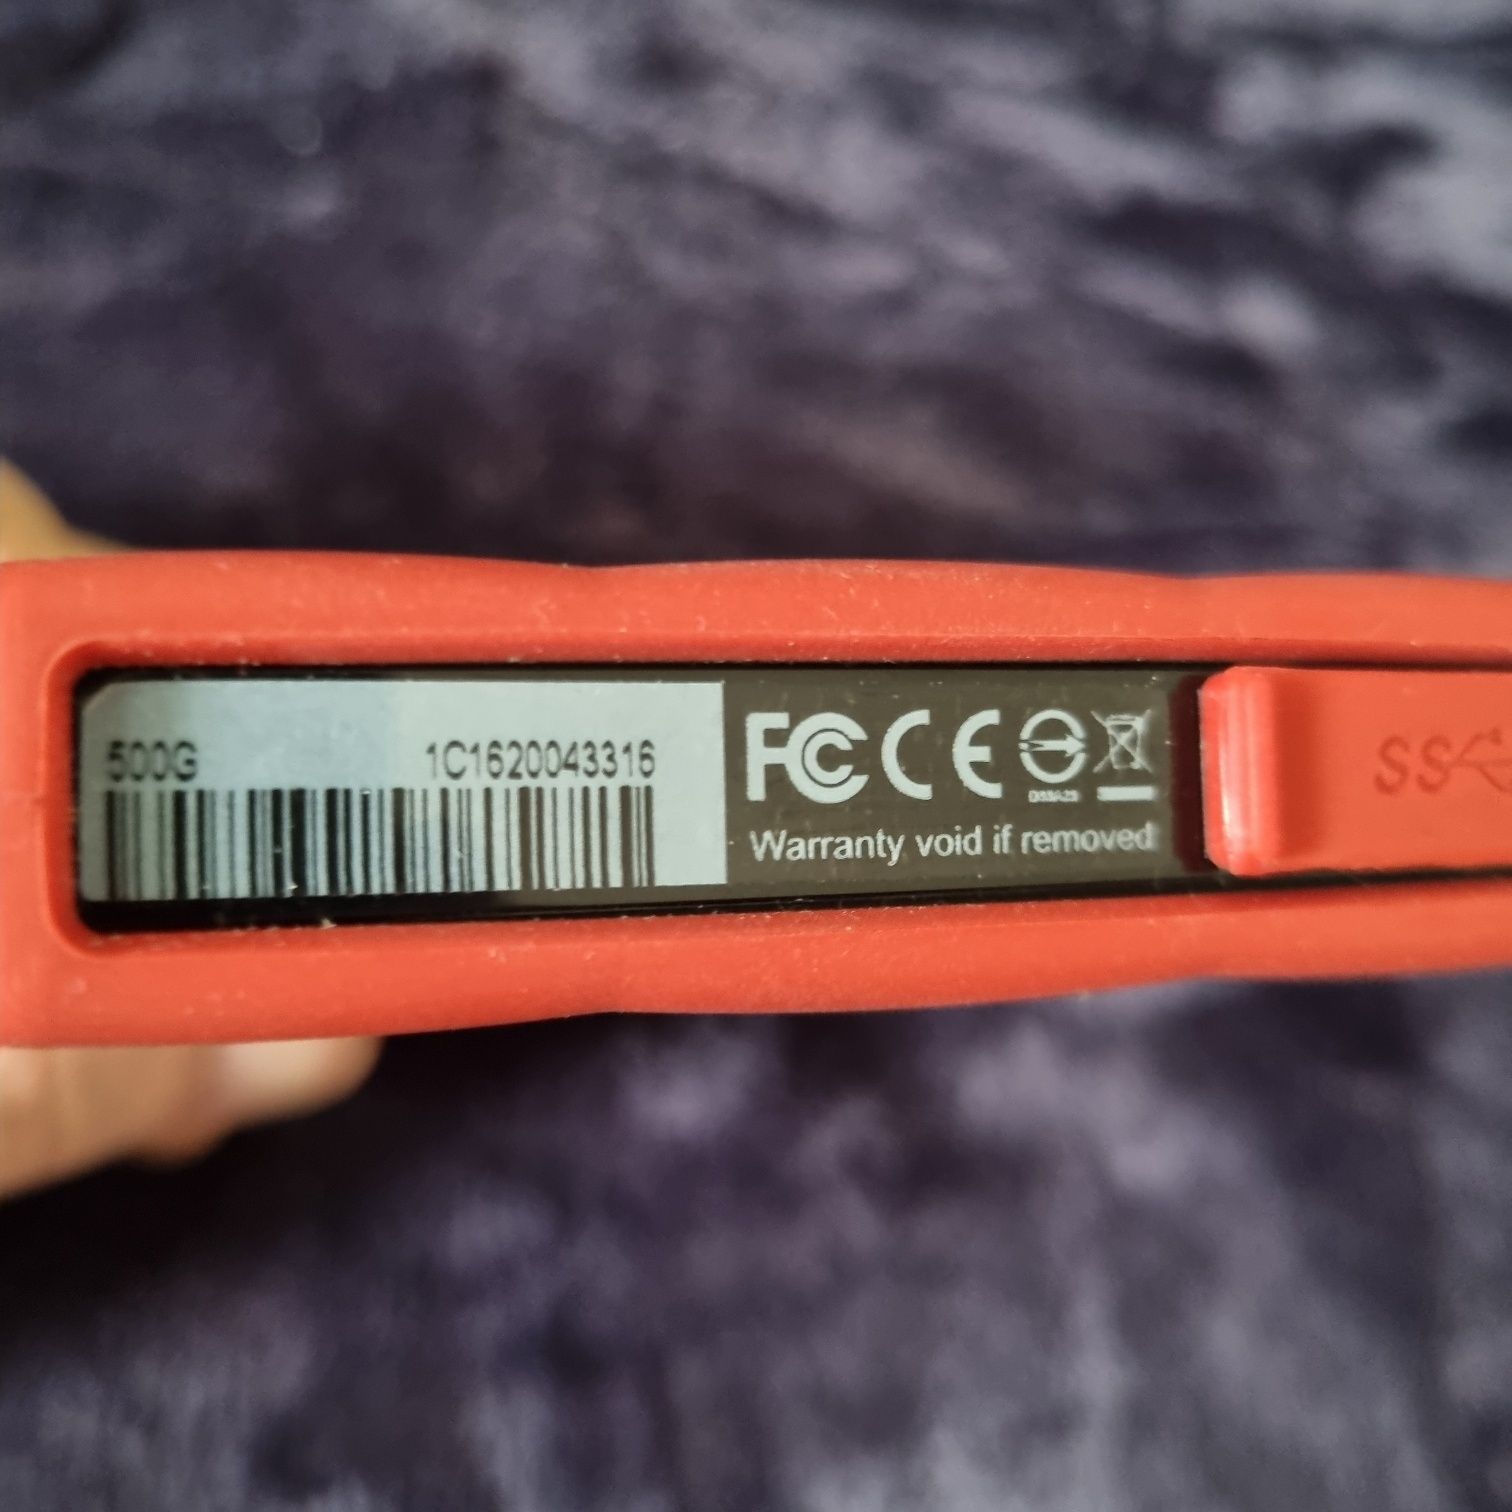 500G 1C1620043316
FC CE
Warranty void if removed
SS